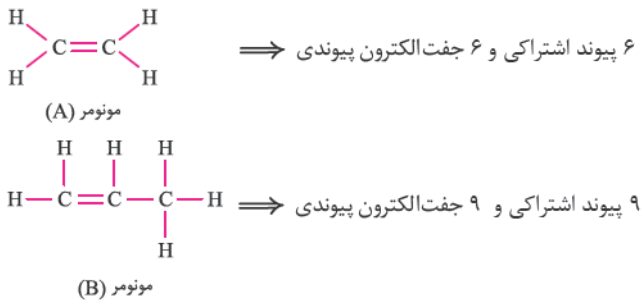 H H
C=C ⟹ ۶ پیوند اشتراکی و ۶ جفت‌الکترون پیوندی
H H
مونومر (A)
H H H
H—C=C—C—H ⟹ ۹ پیوند اشتراکی و ۹ جفت‌الکترون پیوندی
H
مونومر (B)